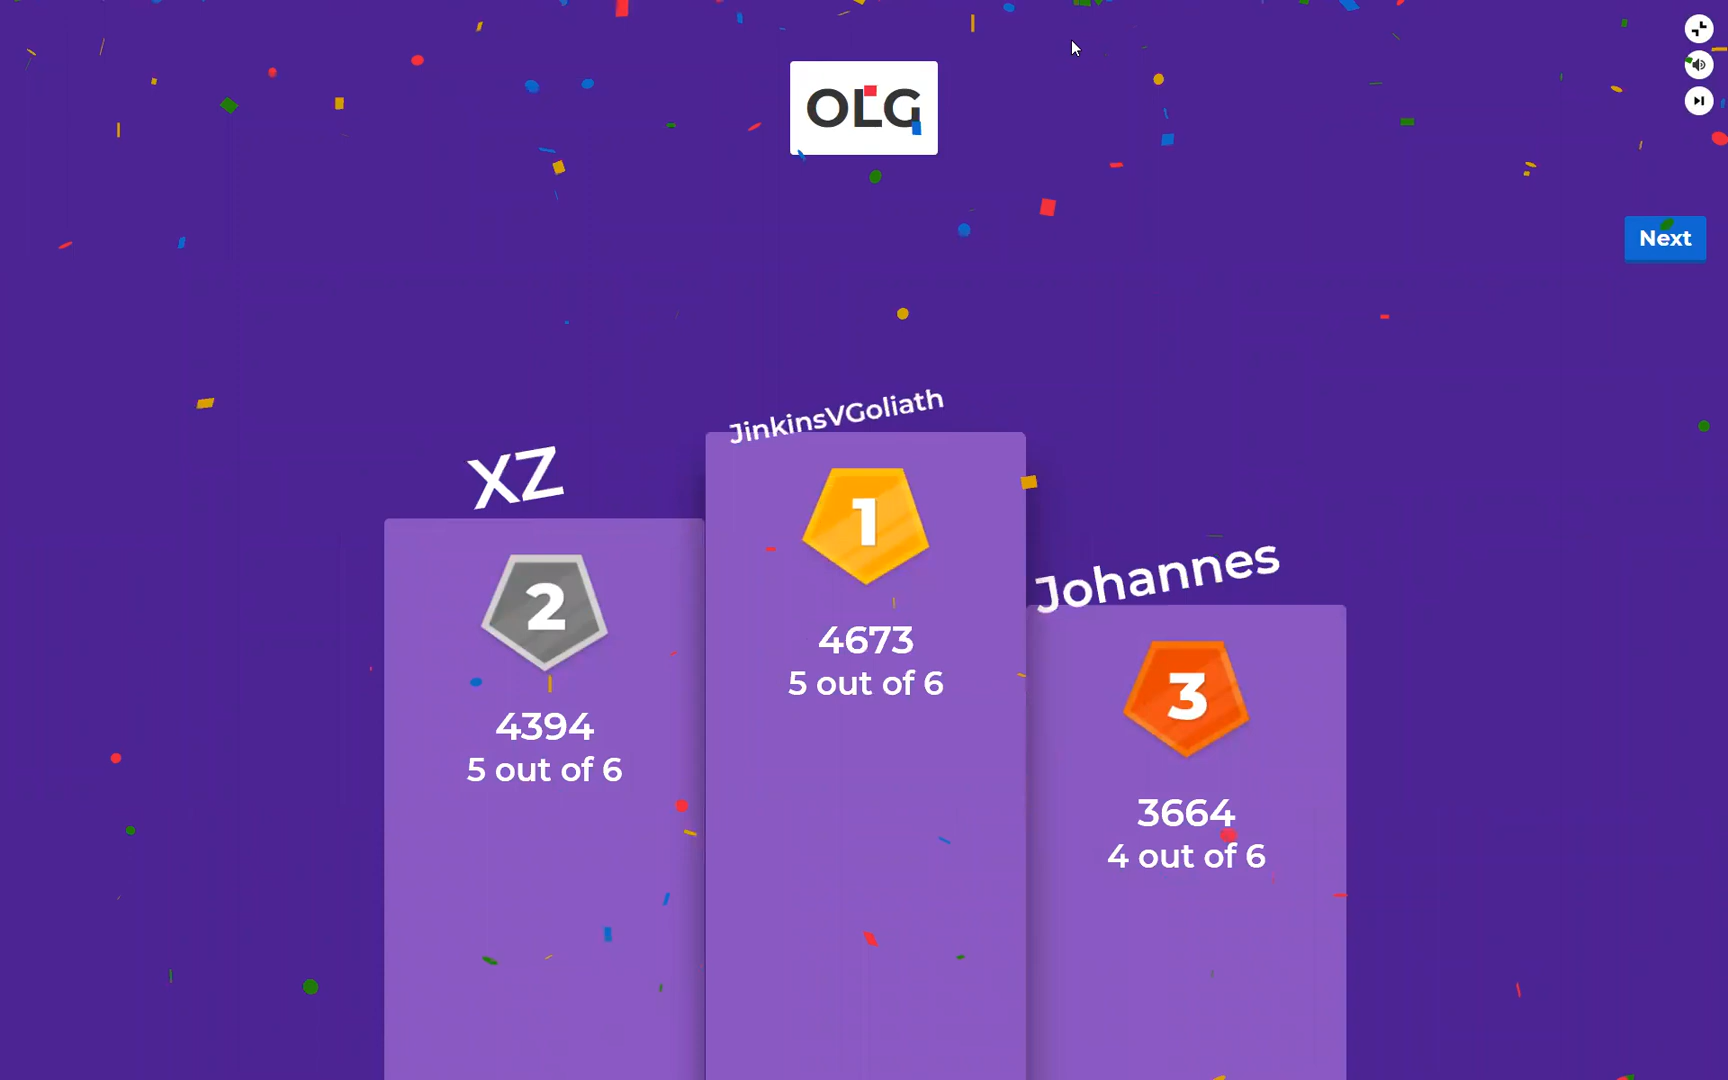 OLG
Next
JinkinsVGoliath
1
4673
5 out of 6
XZ
2
4394
5 out of 6
Johannes
3
3664
4 out of 6